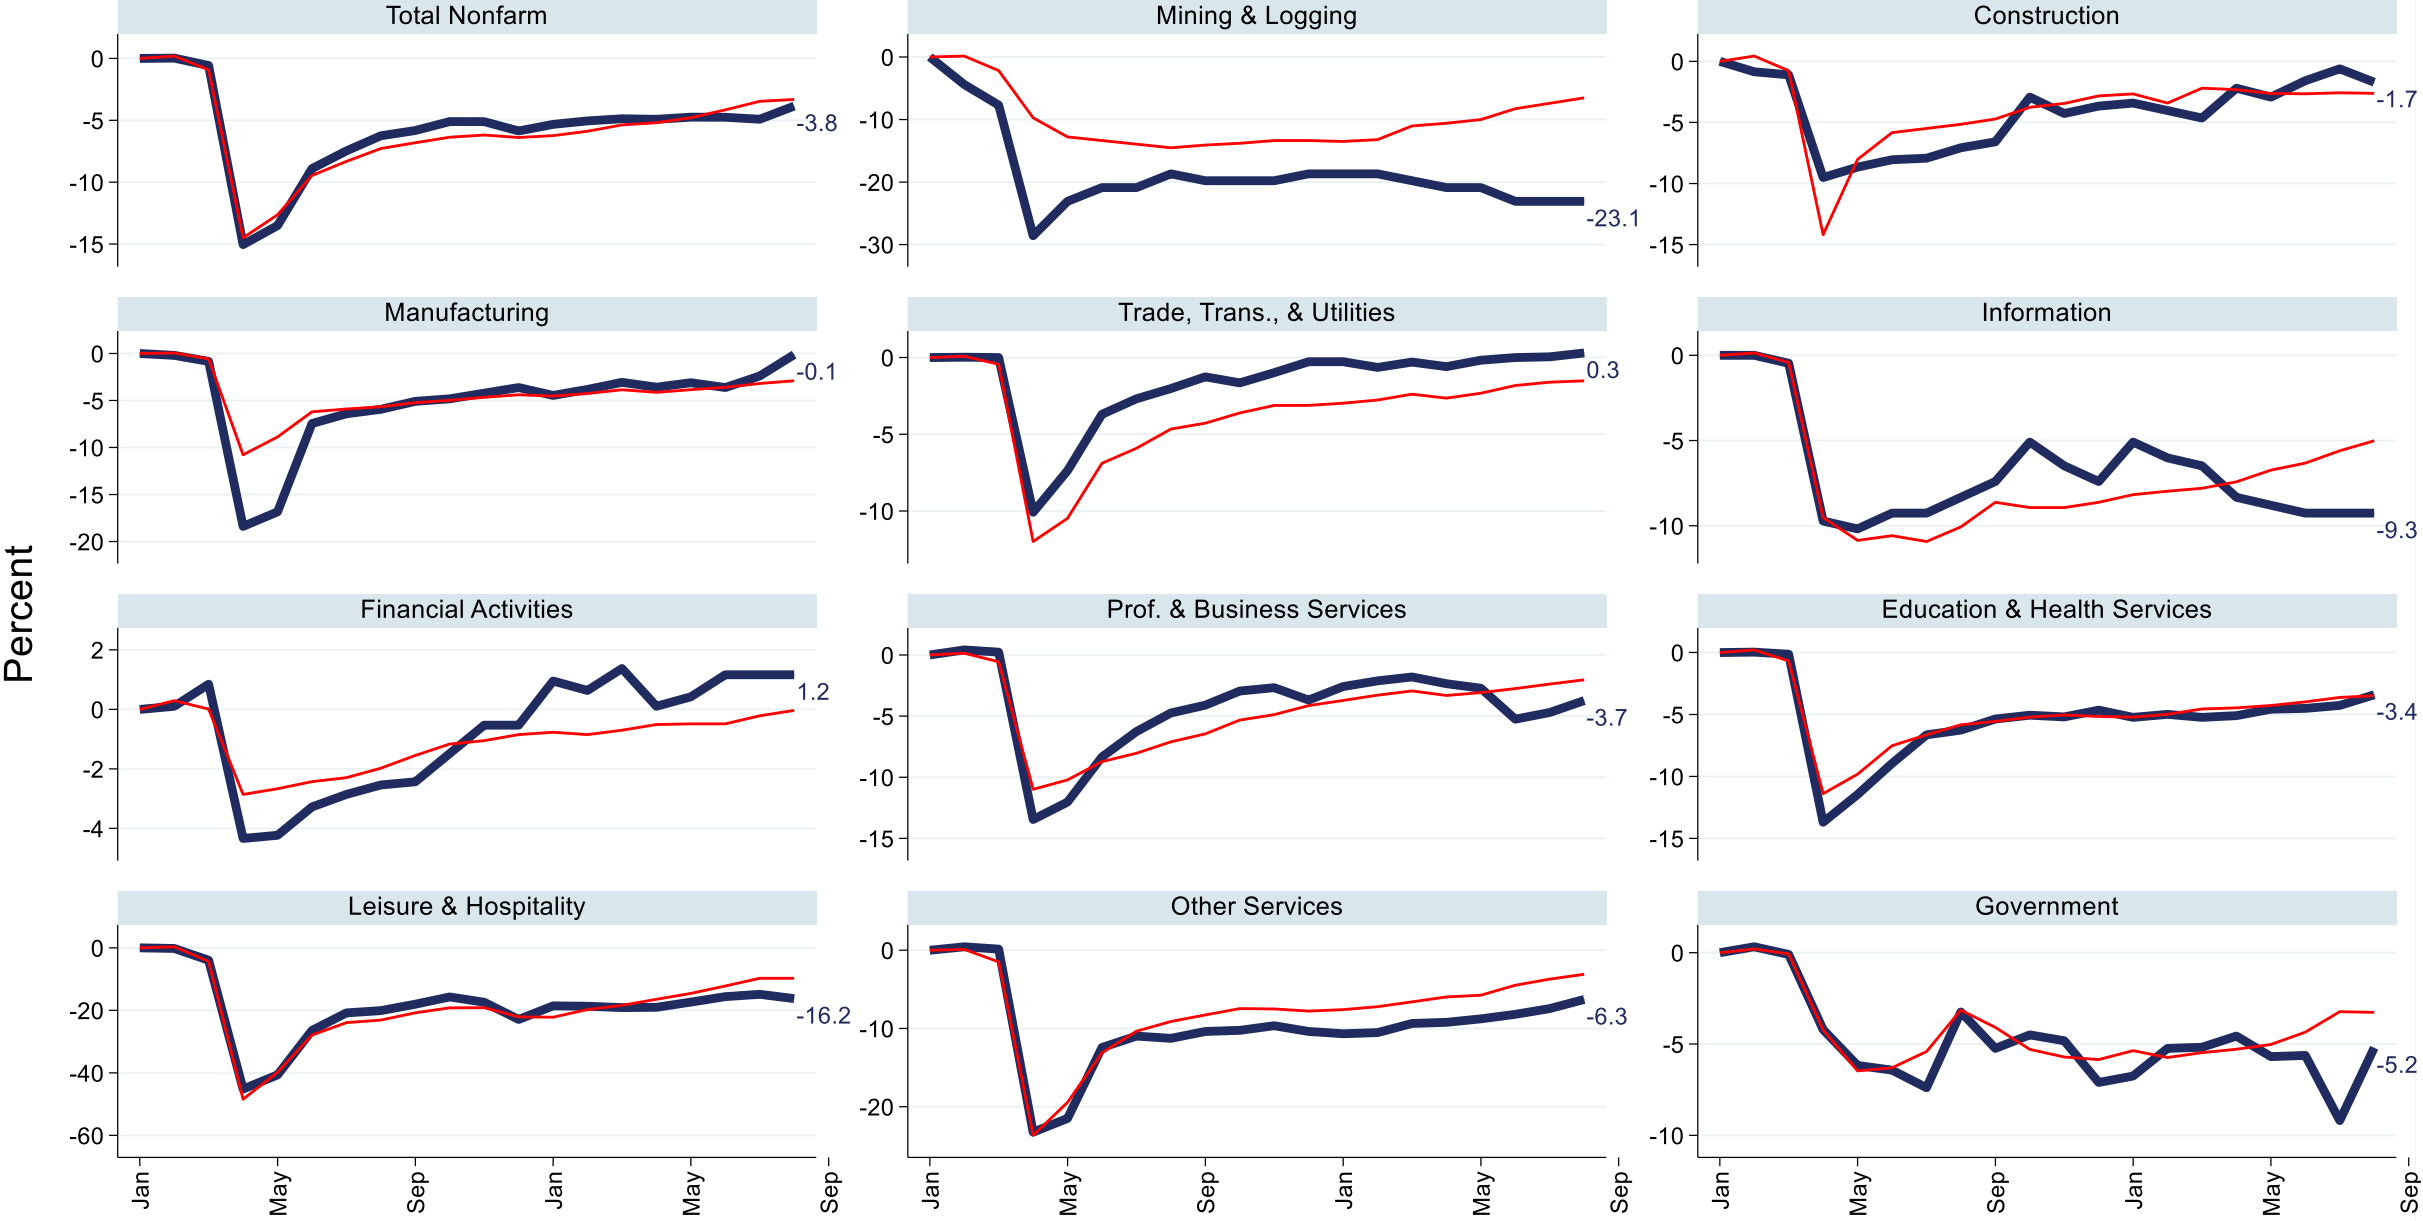 Total Nonfarm
Mining & Logging
Construction
0
-5
-10
-15
-3.8
0
-10
-20
-30
-23.1
0
-5
-10
-15
-1.7
Manufacturing
Trade, Trans., & Utilities
Information
0
-5
-10
-15
-20
-0.1
0
-5
-10
0.3
0
-5
-10
-9.3
Percent
Financial Activities
Prof. & Business Services
Education & Health Services
2
0
-2
-4
1.2
0
-5
-10
-15
-3.7
0
-5
-10
-15
-3.4
Leisure & Hospitality
Other Services
Government
0
-20
-40
-60
-16.2
0
-10
-20
-6.3
0
-5
-10
-5.2
Jan
May
Sep
Jan
May
Sep
Jan
May
Sep
Jan
May
Sep
Jan
May
Sep
Jan
May
Sep